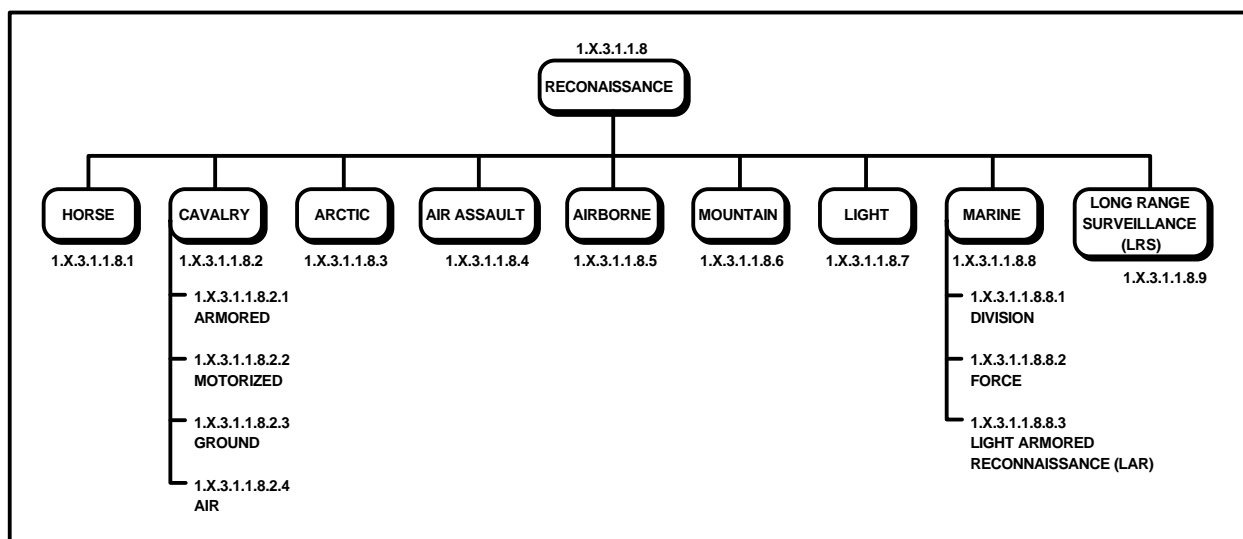 1.X.3.1.1.8
RECONAISSANCE
HORSE
1.X.3.1.1.8.1
CAVALRY
1.X.3.1.1.8.2
1.X.3.1.1.8.2.1
ARMORED
1.X.3.1.1.8.2.2
MOTORIZED
1.X.3.1.1.8.2.3
GROUND
1.X.3.1.1.8.2.4
AIR
ARCTIC
1.X.3.1.1.8.3
AIR ASSAULT
1.X.3.1.1.8.4
AIRBORNE
1.X.3.1.1.8.5
MOUNTAIN
1.X.3.1.1.8.6
LIGHT
1.X.3.1.1.8.7
MARINE
1.X.3.1.1.8.8
1.X.3.1.1.8.8.1
DIVISION
1.X.3.1.1.8.8.2
FORCE
1.X.3.1.1.8.8.3
LIGHT ARMORED
RECONNAISSANCE (LAR)
LONG RANGE
SURVEILLANCE
(LRS)
1.X.3.1.1.8.9